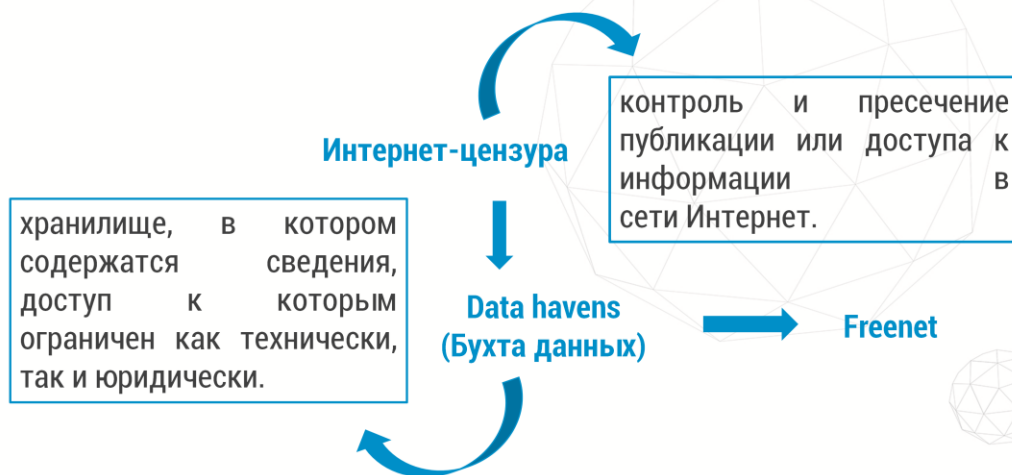 Интернет-цензура
контроль и пресечение
публикации или доступа к
информации в
сети Интернет.
хранилище, в котором
содержатся сведения,
доступ к которым
ограничен как технически,
так и юридически.
Data havens
(Бухта данных)
Freenet